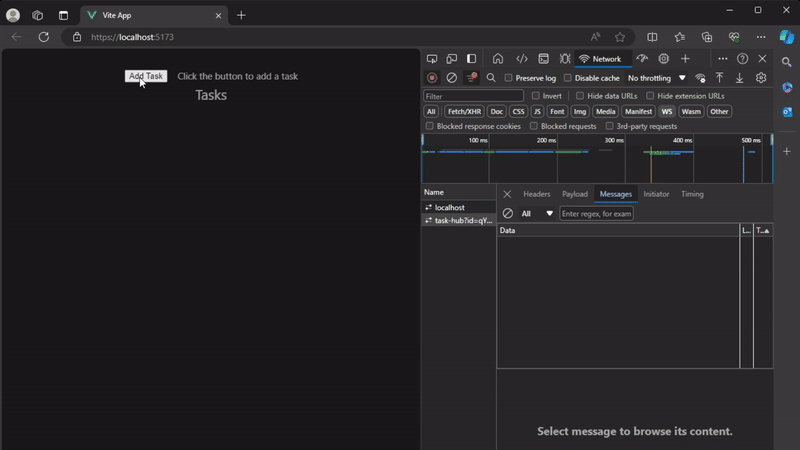 Vite App
https://localhost:5173
Add Task
Click the button to add a task
Tasks
Network
Preserve log
Disable cache
No throttling
Filter
Invert
Hide data URLs
Hide extension URLs
All
Fetch/XHR
Doc
CSS
JS
Font
Img
Media
Manifest
WS
Wasm
Other
Blocked response cookies
Blocked requests
3rd-party requests
100 ms
200 ms
300 ms
400 ms
500 ms
Name
localhost
task-hub?id=qY...
Headers
Payload
Messages
Initiator
Timing
All
Enter regex, for exam
Data
L...
T...
Select message to browse its content.